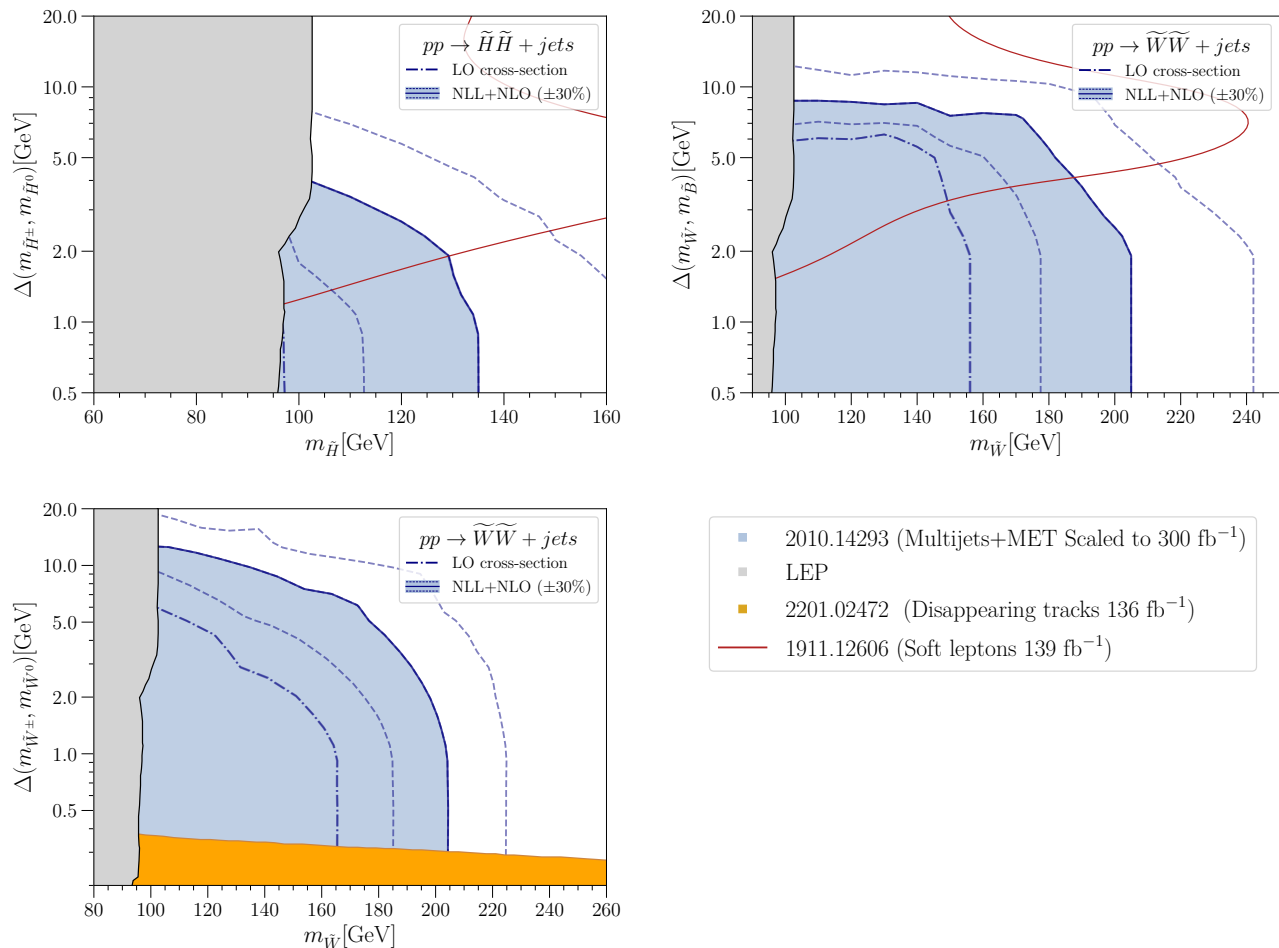 20.0
10.0
5.0
2.0
1.0
0.5
Δ(m_{H̃^±}, m_{H̃^0})[GeV]
pp → H̃H̃ + jets
LO cross-section
NLL+NLO (±30%)
60 80 100 120 140 160
m_{H̃}[GeV]
20.0
10.0
5.0
2.0
1.0
0.5
Δ(m_{W̃}, m_{B̃})[GeV]
pp → W̃W̃ + jets
LO cross-section
NLL+NLO (±30%)
100 120 140 160 180 200 220 240
m_{W̃}[GeV]
20.0
10.0
5.0
2.0
1.0
0.5
Δ(m_{W̃^±}, m_{W̃^0})[GeV]
pp → W̃W̃ + jets
LO cross-section
NLL+NLO (±30%)
80 100 120 140 160 180 200 220 240 260
m_{W̃}[GeV]
2010.14293 (Multijets+MET Scaled to 300 fb⁻¹)
LEP
2201.02472 (Disappearing tracks 136 fb⁻¹)
1911.12606 (Soft leptons 139 fb⁻¹)